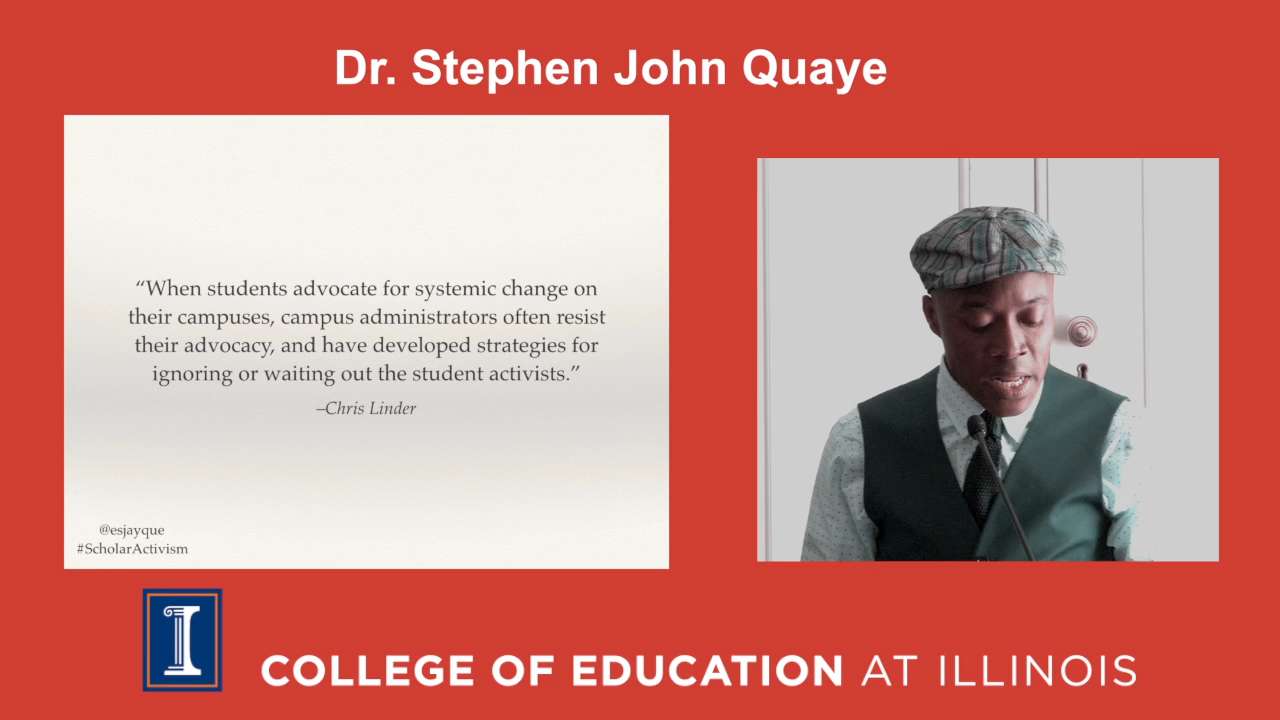 Dr. Stephen John Quaye
“When students advocate for systemic change on
their campuses, campus administrators often resist
their advocacy, and have developed strategies for
ignoring or waiting out the student activists.”
–Chris Linder
@esjayque
#ScholarActivism
I
COLLEGE OF EDUCATION AT ILLINOIS